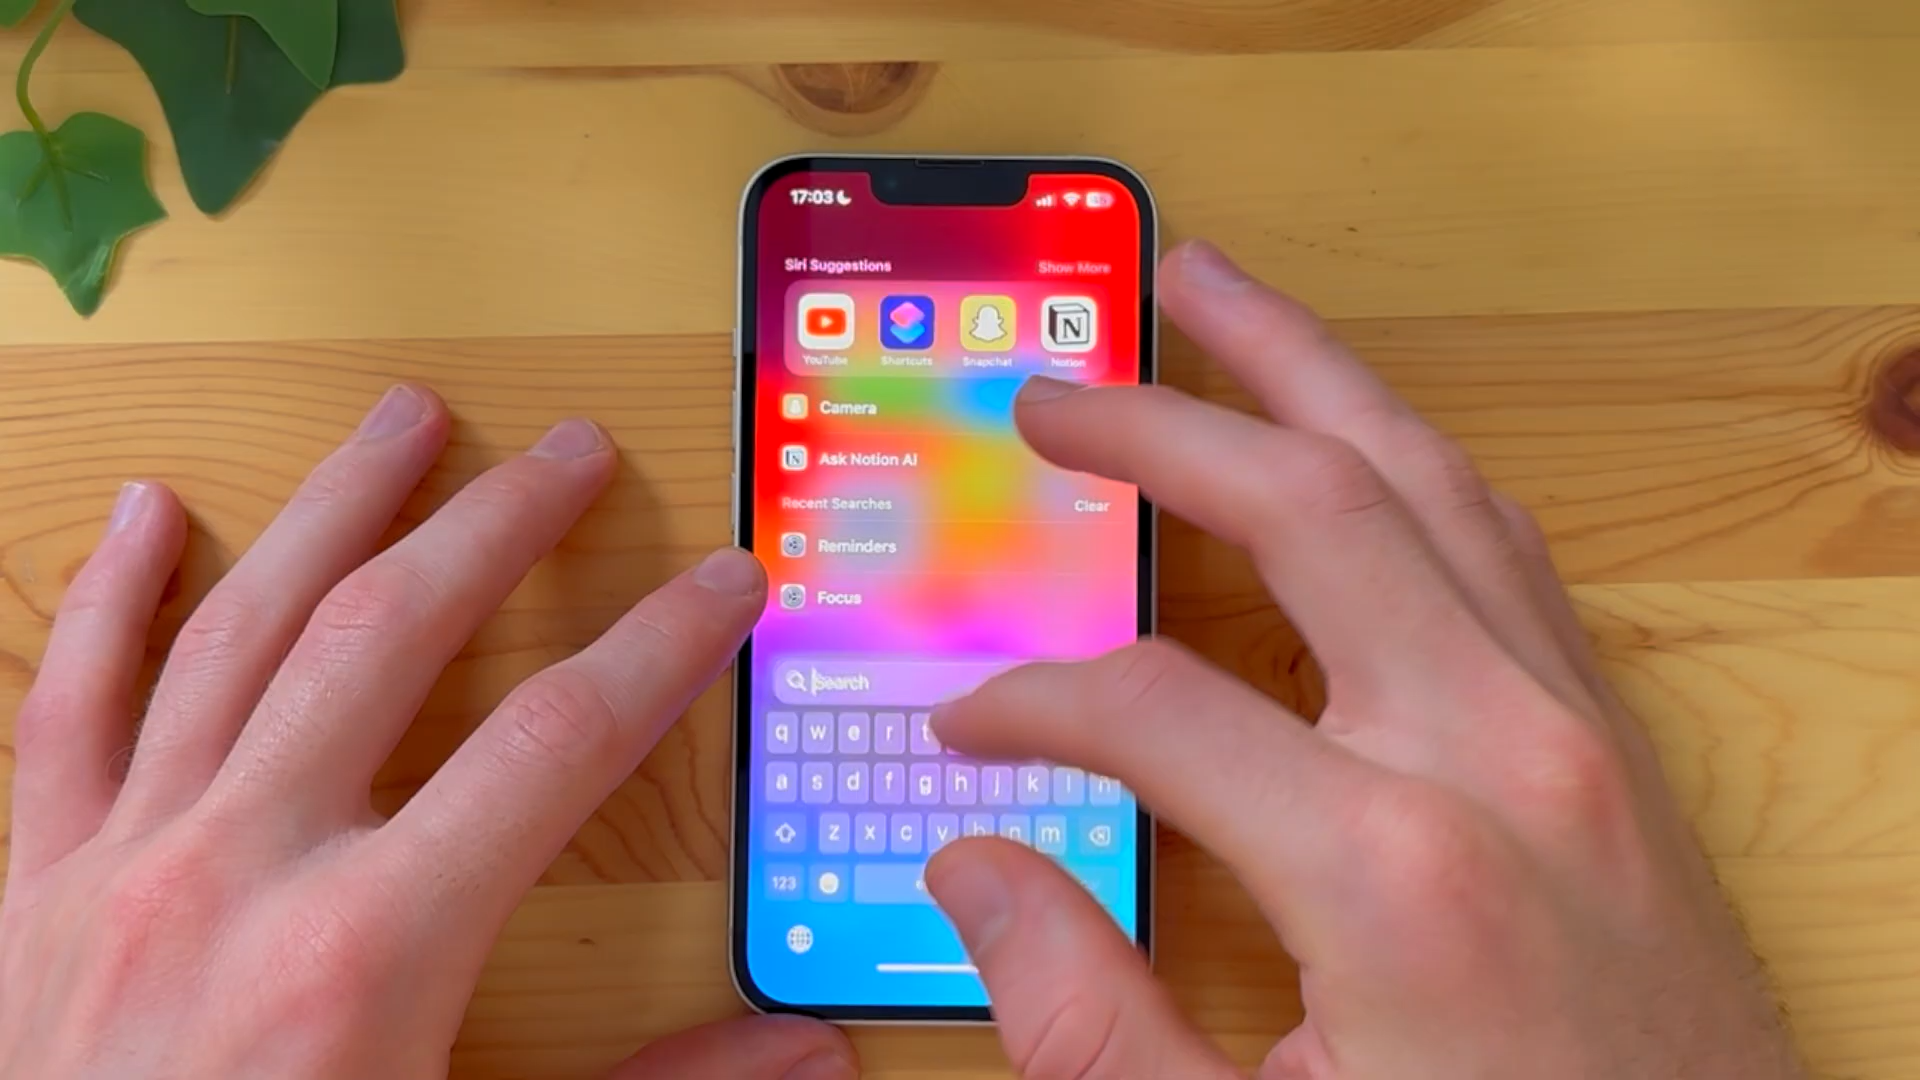 17:03
Siri Suggestions Show More
YouTube Shortcuts Snapchat Notion
N
Camera
N Ask Notion AI
Recent Searches Clear
Reminders
Focus
Search
q w e r t
a s d f g h j k l ñ
z x c v b n m
123